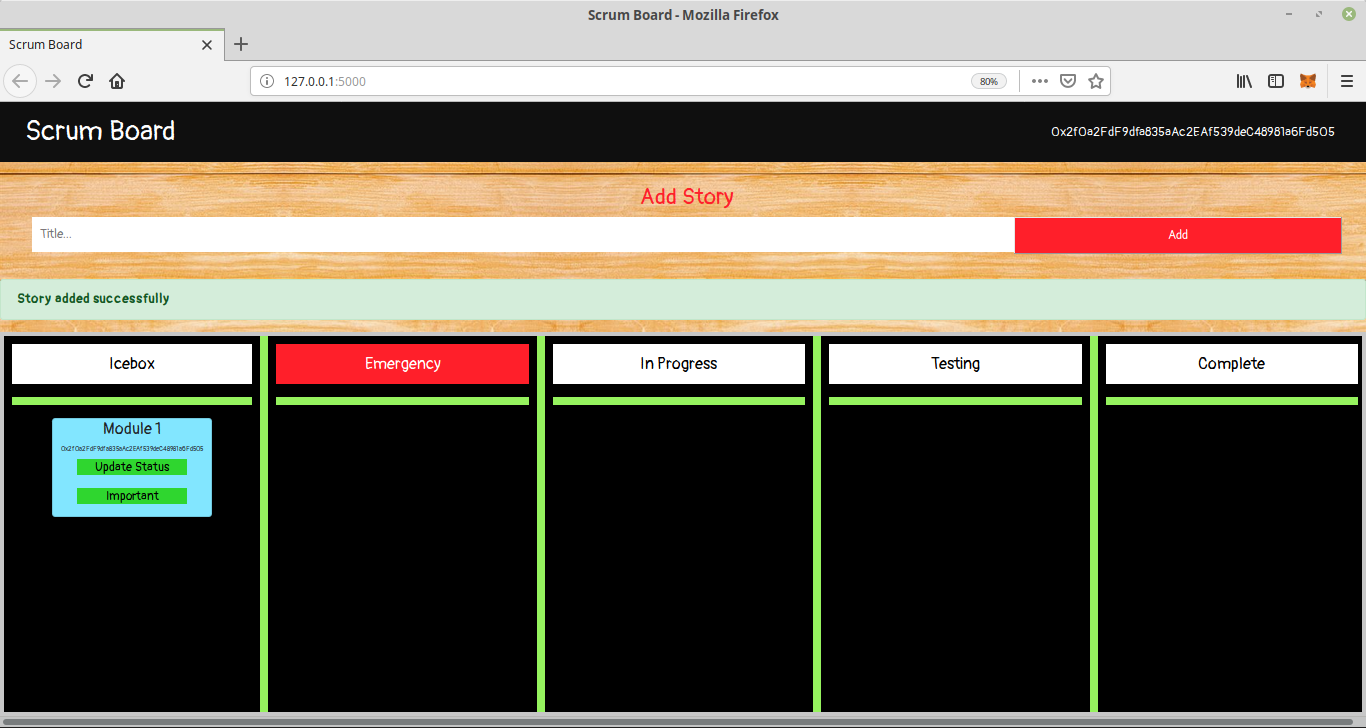 Scrum Board - Mozilla Firefox
Scrum Board
127.0.0.1:5000
80%
Scrum Board
0x2f0a2FdF9dfa835aAc2EAf539deC48981a6Fd505
Add Story
Title...
Add
Story added successfully
Icebox
Emergency
In Progress
Testing
Complete
Module 1
0x2f0a2FdF9dfa835aAc2EAf539deC48981a6Fd505
Update Status
Important